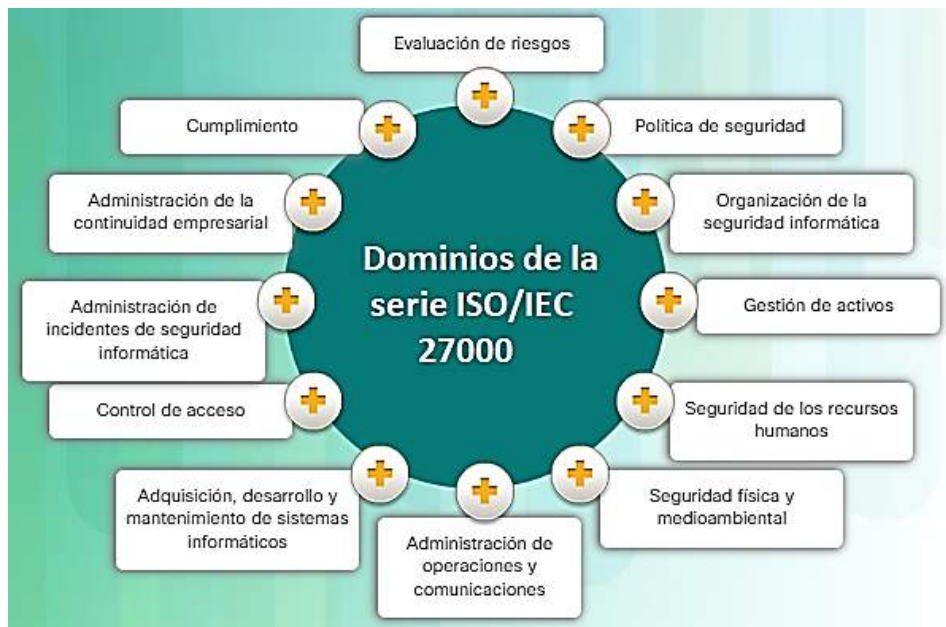 Evaluación de riesgos
Política de seguridad
Organización de la
seguridad informática
Gestión de activos
Seguridad de los recursos
humanos
Seguridad física y
medioambiental
Administración de
operaciones y
comunicaciones
Adquisición, desarrollo y
mantenimiento de sistemas
informáticos
Control de acceso
Administración de
incidentes de seguridad
informática
Administración de la
continuidad empresarial
Cumplimiento
Dominios de la
serie ISO/IEC
27000